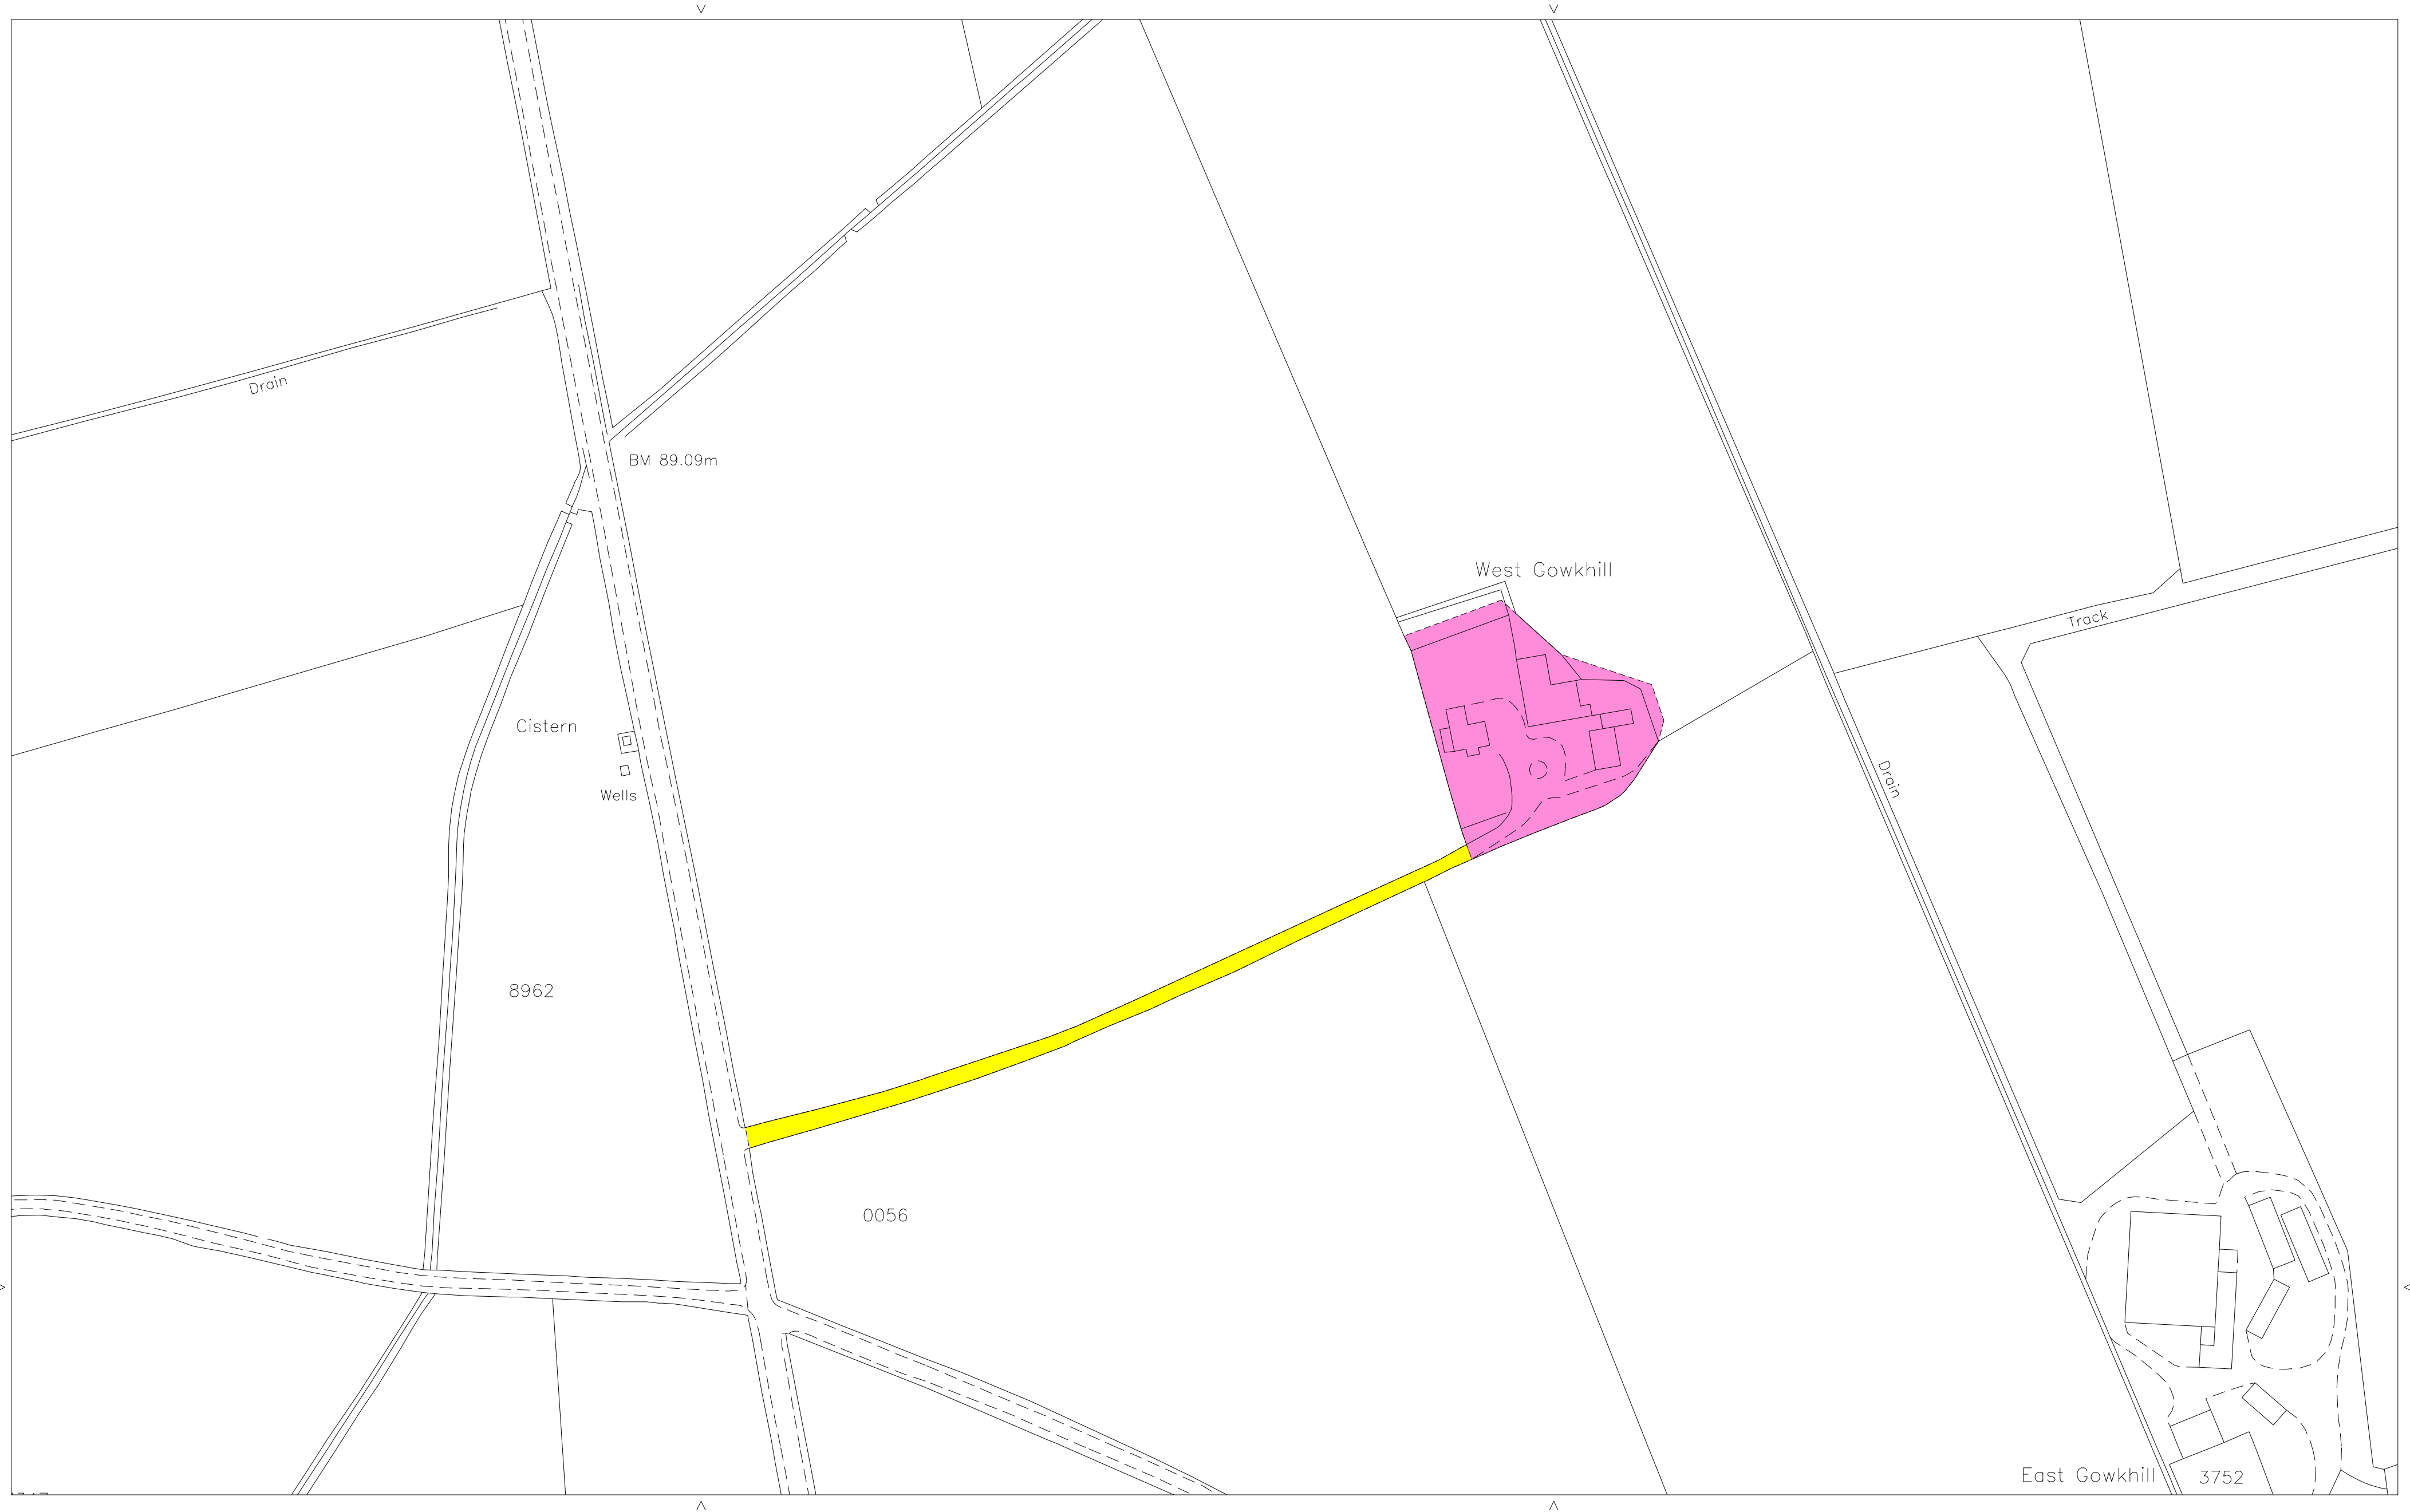 Drain
BM 89.09m
West Gowkhill
Track
Cistern
Drain
Wells
8962
0056
East Gowkhill
3752